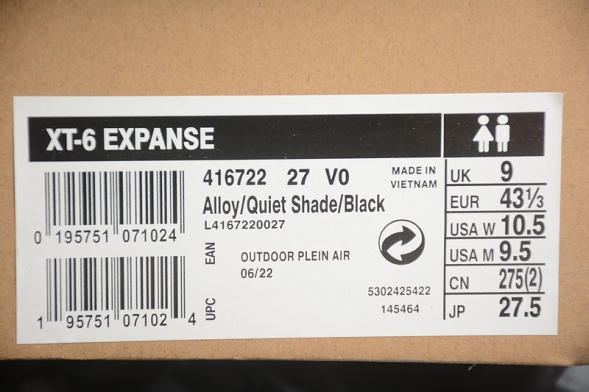 XT-6 EXPANSE
416722 27 V0
MADE IN
VIETNAM
Alloy/Quiet Shade/Black
L4167220027
0 195751 071024
EAN
OUTDOOR PLEIN AIR
06/22
1 95751 07102 4
UPC
5302425422
145464
UK 9
EUR 43⅓
USA W 10.5
USA M 9.5
CN 275(2)
JP 27.5